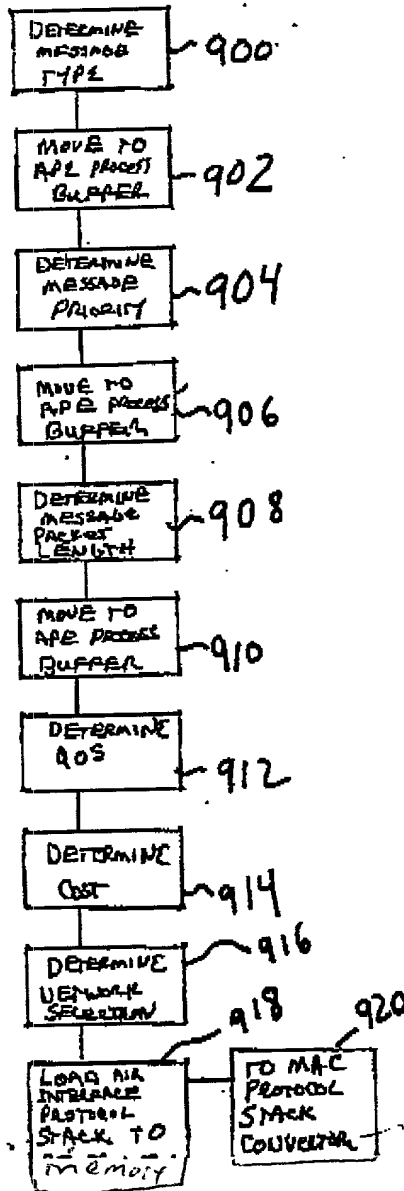 DETERMINE
MESSAGE
TYPE
900
MOVE TO
APE PROCESS
BUFFER
902
DETERMINE
MESSAGE
PRIORITY
904
MOVE TO
APE PROCESS
BUFFER
906
DETERMINE
MESSAGE
PACKET
LENGTH
908
MOVE TO
APE PROCESS
BUFFER
910
DETERMINE
QOS
912
DETERMINE
COST
914
DETERMINE
NETWORK
SELECTION
916
LOAD AIR
INTERFACE
PROTOCOL
STACK TO
memory
918
TO MAC
PROTOCOL
STACK
CONVERTOR
920